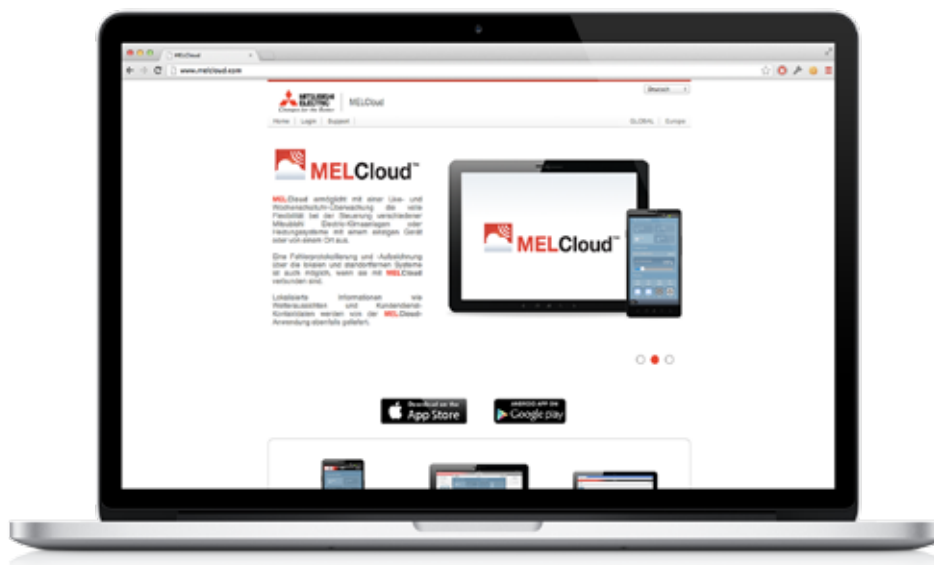 MELCloud
www.melcloud.com
Deutsch
MITSUBISHI
ELECTRIC
Changes for the Better
MELCloud
Home | Login | Support
GLOBAL | Europe
MELCloud™
MELCloud ermöglicht mit einer Live- und
Wochenschaltuhr-Überwachung die volle
Flexibilität bei der Steuerung verschiedener
Mitsubishi Electric-Klimaanlagen oder
Heizungssysteme mit einem einzigen Gerät
oder von einem Ort aus.
Eine Fehlerprotokollierung und -Aufzeichnung
über die lokalen und standortfernen Systeme
ist auch möglich, wenn sie mit MELCloud
verbunden sind.
Lokalisierte Informationen wie
Wetteraussichten und Kundendienst-
Kontaktdaten werden von der MELCloud-
Anwendung ebenfalls geliefert.
MELCloud™
Download on the
App Store
ANDROID APP ON
Google play